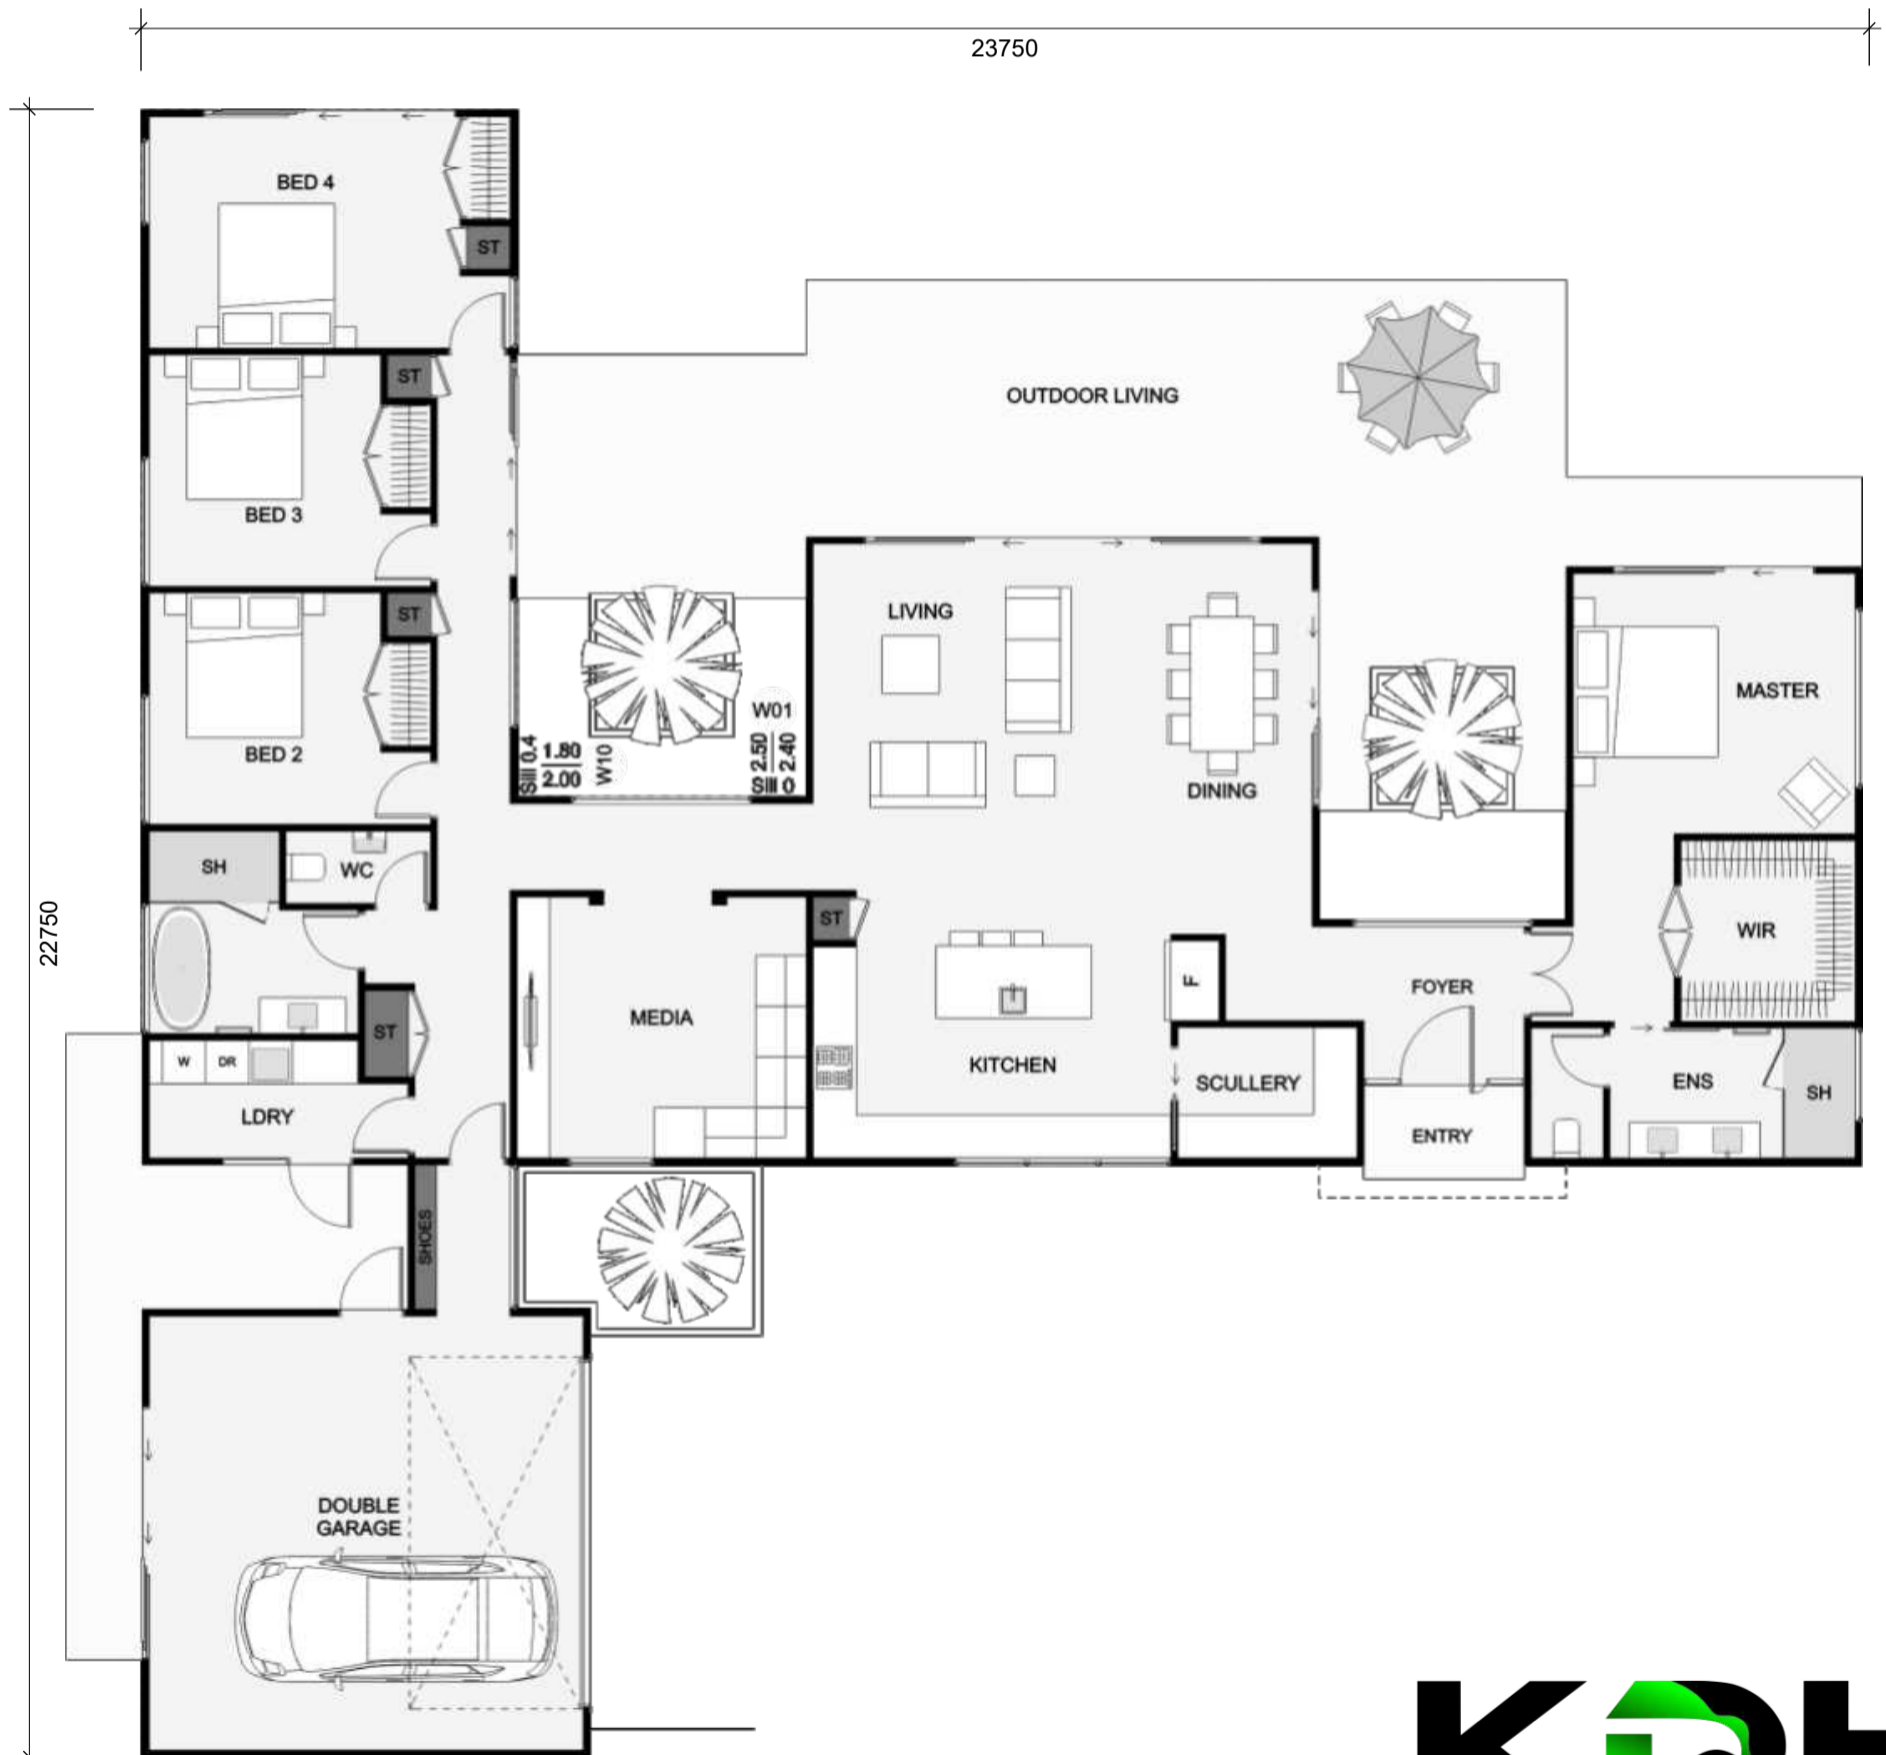 23750
BED 4
ST
OUTDOOR LIVING
ST
BED 3
ST
LIVING
MASTER
W01
2.50
2.40
Sill 0
Sill 0.4
1.80
2.00
W10
BED 2
DINING
SH
WC
ST
WIR
22750
F
FOYER
MEDIA
ST
KITCHEN
W
DR
SCULLERY
ENS
SH
LDRY
ENTRY
SHOES
DOUBLE
GARAGE